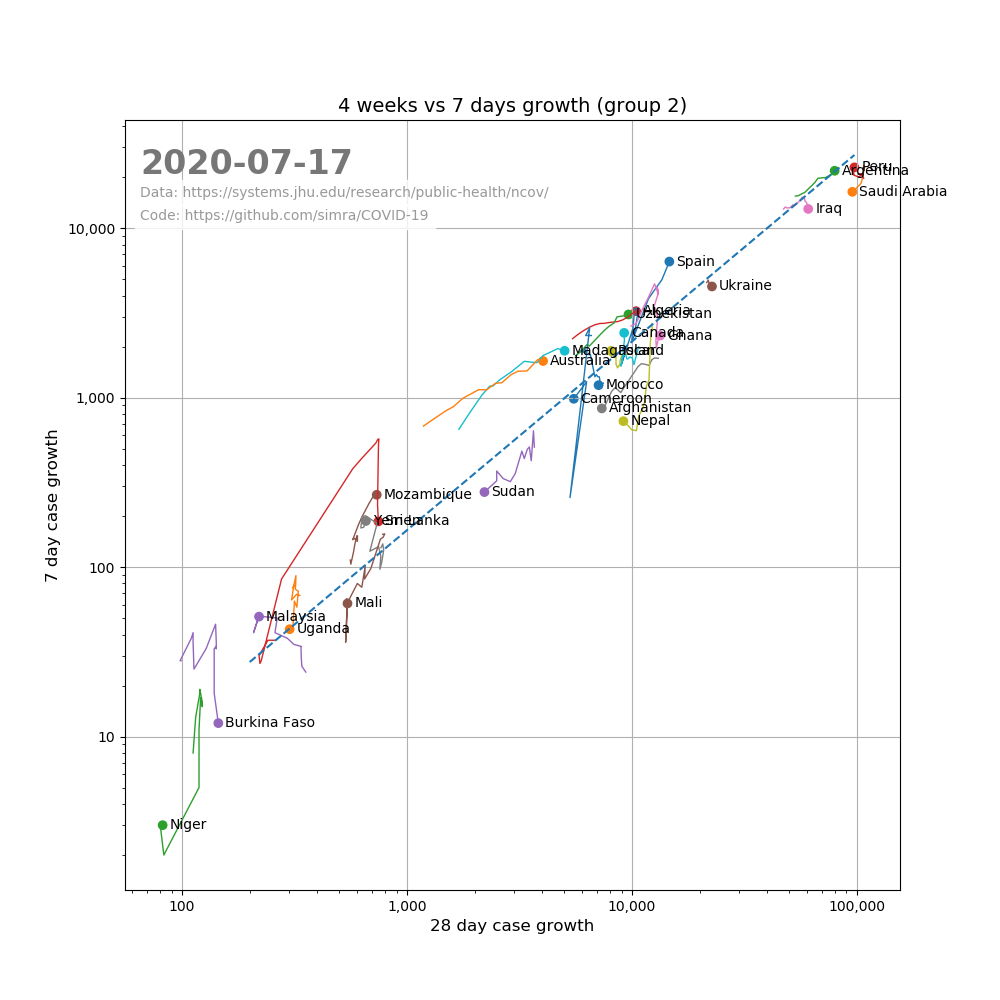 4 weeks vs 7 days growth (group 2)
2020-07-17
Data: https://systems.jhu.edu/research/public-health/ncov/
Code: https://github.com/simra/COVID-19
Peru
Argentina
Saudi Arabia
Iraq
10,000
Spain
Ukraine
Algeria
Uzbekistan
Canada
Ghana
Madagascar
Poland
Australia
Morocco
1,000
Cameroon
Afghanistan
Nepal
Sudan
Mozambique
Yemen
Sri Lanka
100
Mali
Malaysia
Uganda
Burkina Faso
10
Niger
7 day case growth
100
1,000
10,000
100,000
28 day case growth